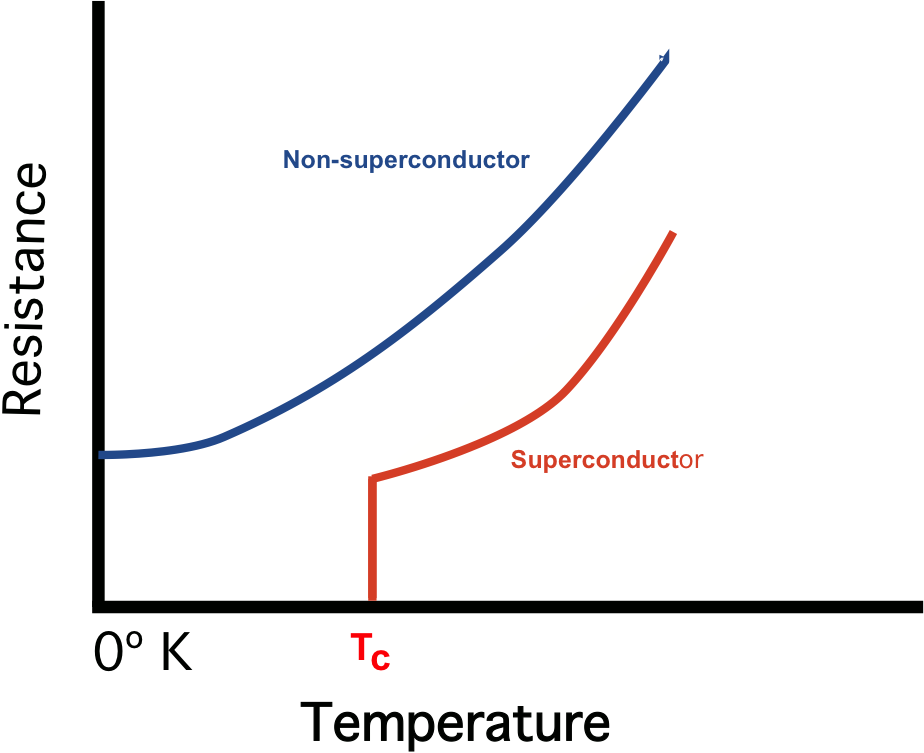 Non-superconductor
Resistance
Superconductor
0º K
Tc
Temperature